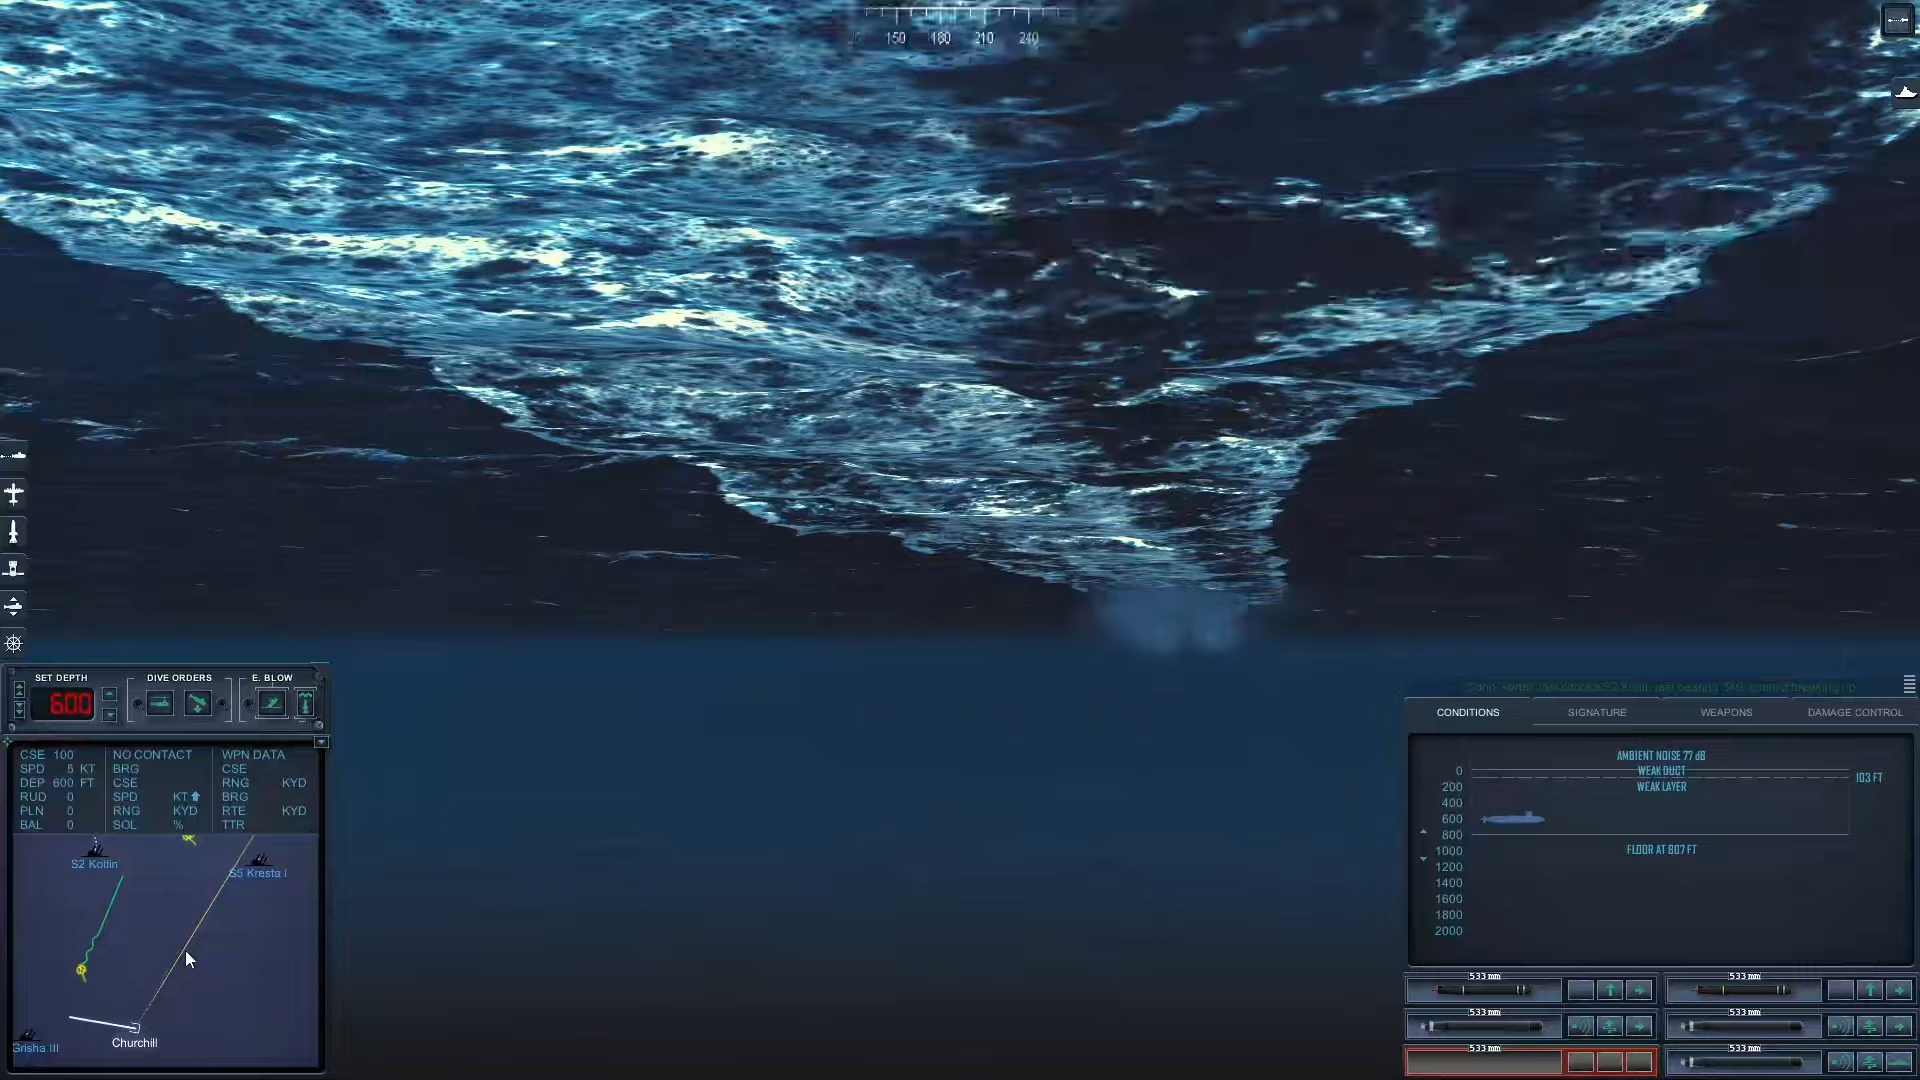 150 180 210 240
SET DEPTH DIVE ORDERS E. BLOW
600
CSE 100 NO CONTACT WPN DATA
SPD 5 KT BRG CSE
DEP 600 FT CSE RNG KYD
RUD 0 SPD KT BRG
PLN 0 RNG KYD RTE KYD
BAL 0 SOL % TTR
S2 Kotlin
S5 Kresta I
Churchill
Grisha III
CONDITIONS SIGNATURE WEAPONS DAMAGE CONTROL
AMBIENT NOISE 77 dB
WEAK DUCT
103 FT
WEAK LAYER
FLOOR AT 807 FT
0
200
400
600
800
1000
1200
1400
1600
1800
2000
533 mm 533 mm
533 mm 533 mm
533 mm 533 mm